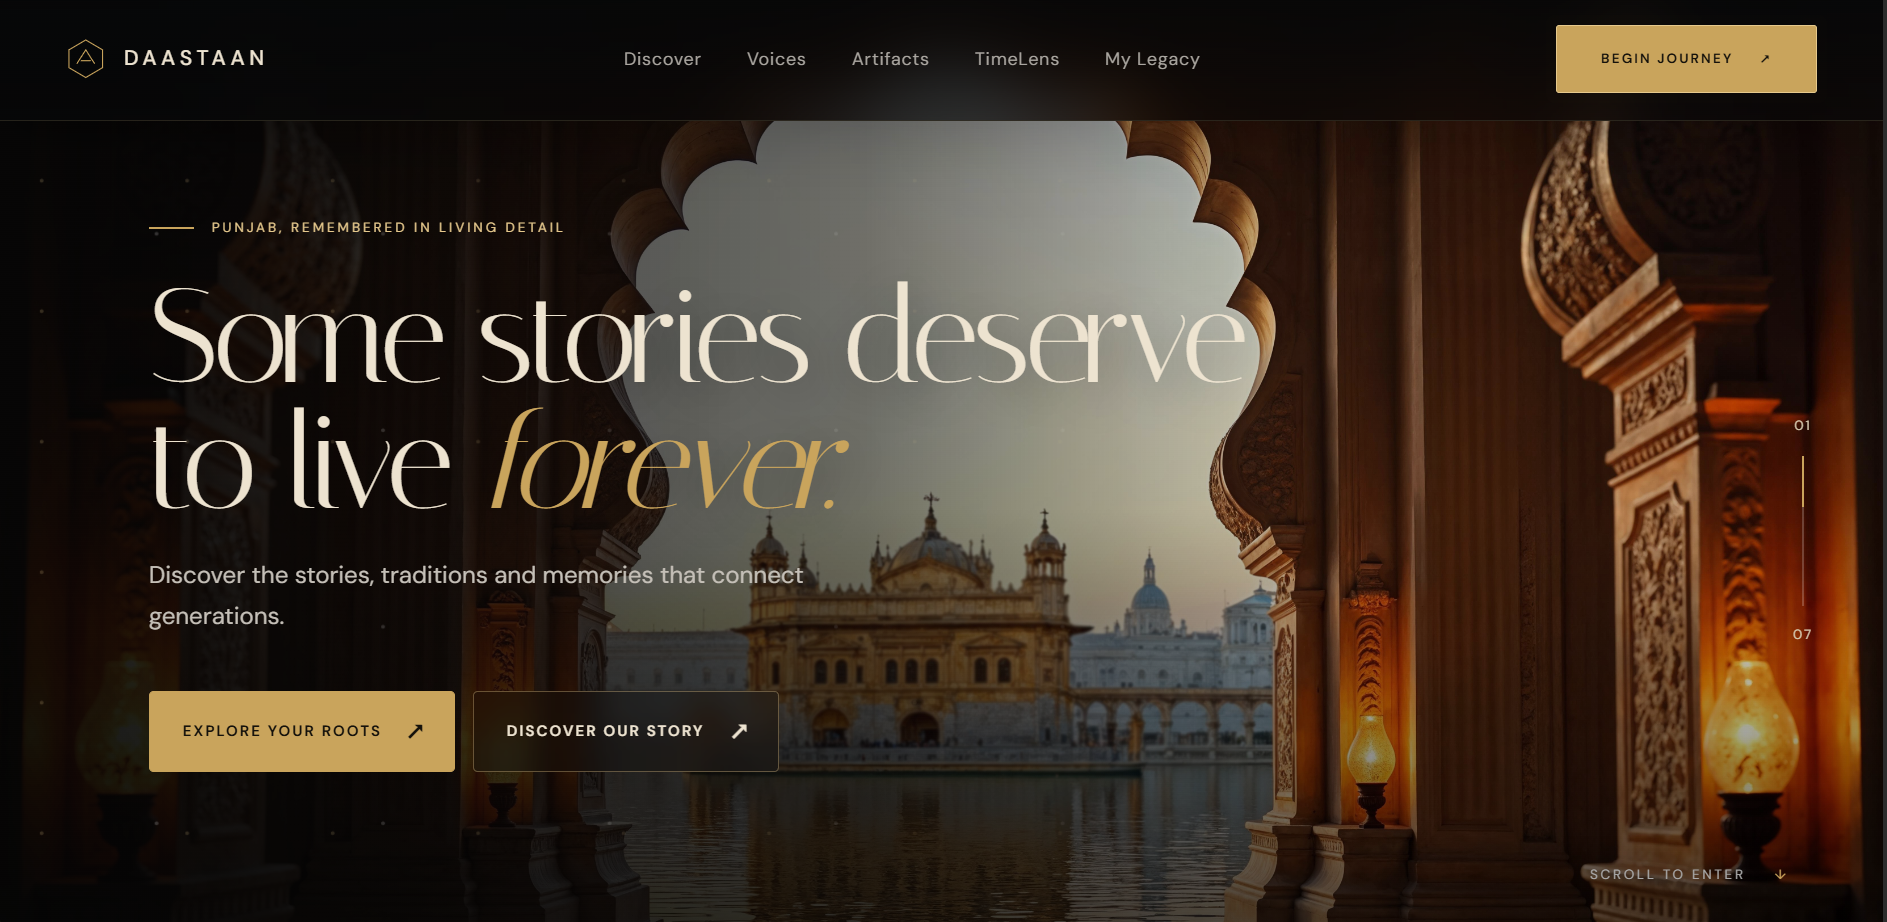 DAASTAAN
Discover
Voices
Artifacts
TimeLens
My Legacy
BEGIN JOURNEY ↗
PUNJAB, REMEMBERED IN LIVING DETAIL
Some stories deserve
to live forever.
Discover the stories, traditions and memories that connect
generations.
EXPLORE YOUR ROOTS ↗
DISCOVER OUR STORY ↗
01
07
SCROLL TO ENTER ↓